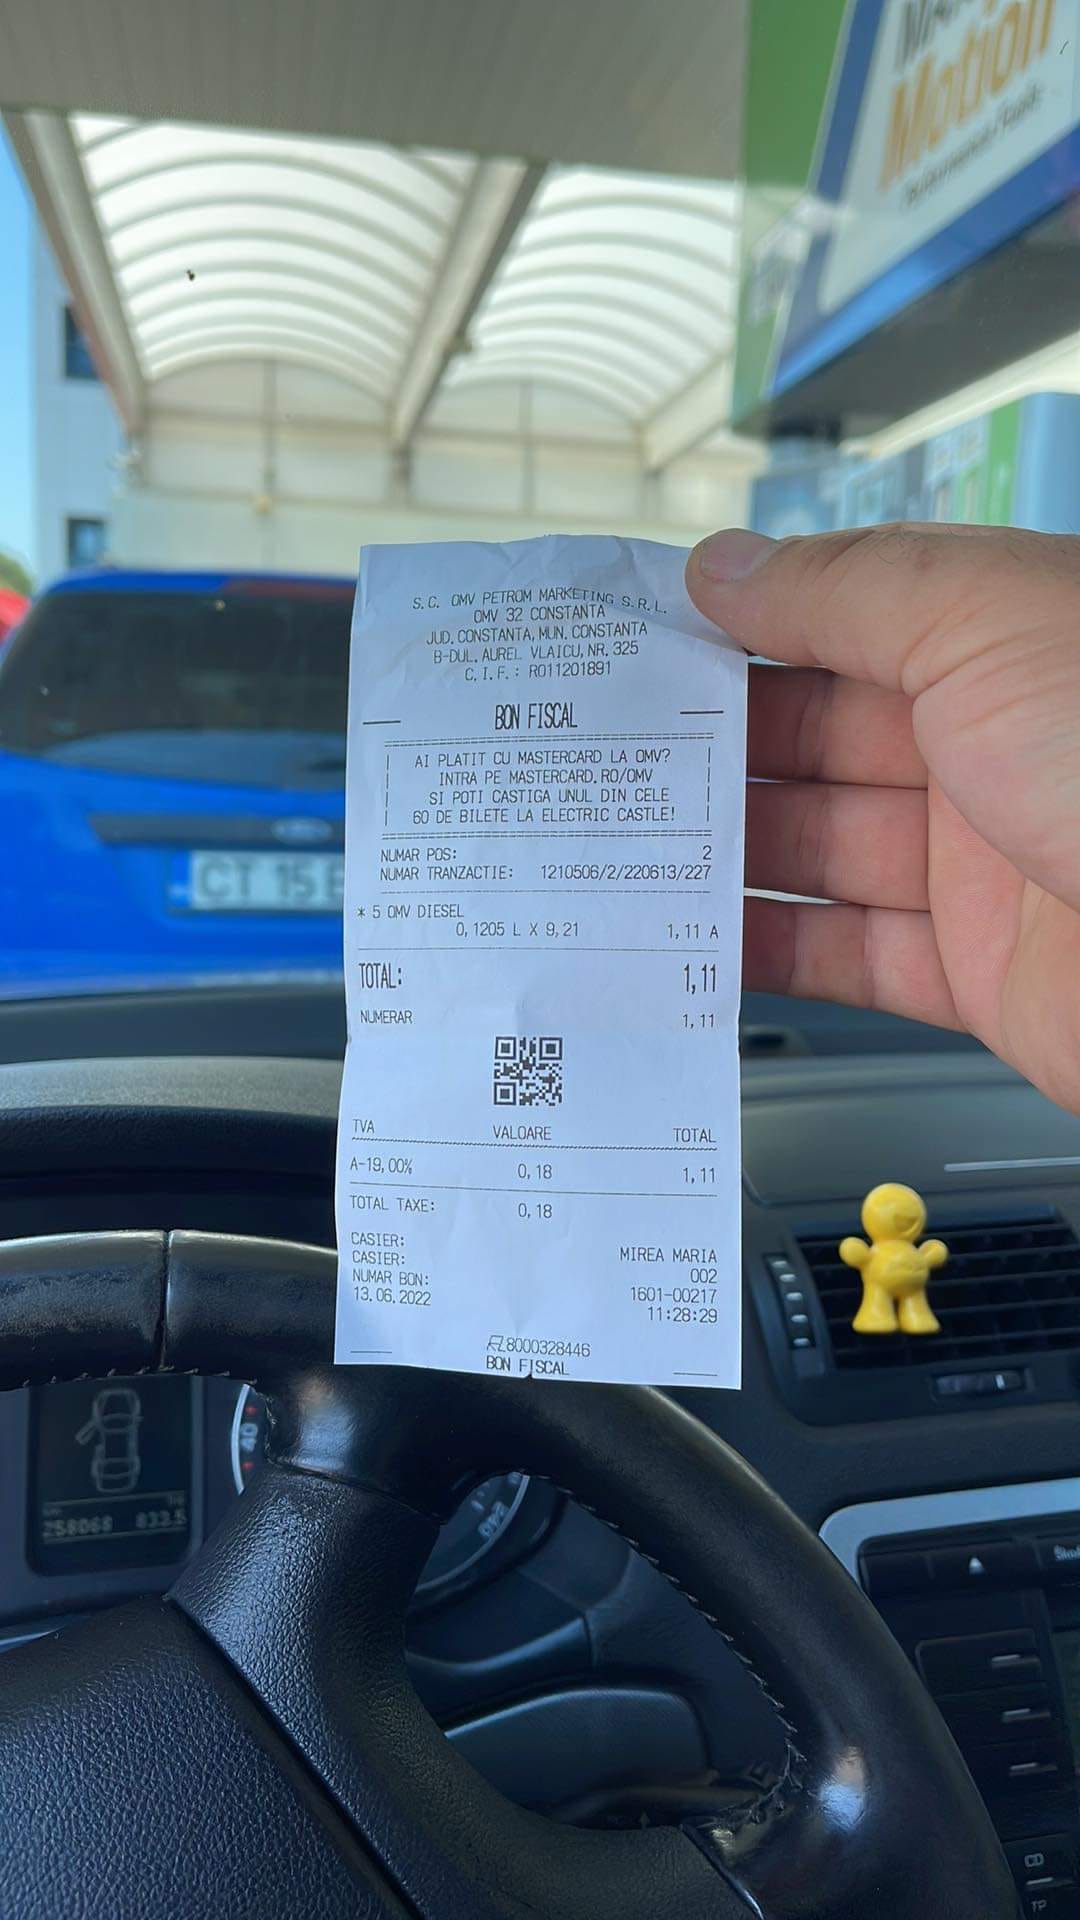 Motion
S.C. OMV PETROM MARKETING S.R.L.
OMV 32 CONSTANTA
JUD. CONSTANTA, MUN. CONSTANTA
B-DUL. AUREL VLAICU, NR. 325
C.I.F.: RO11201891
BON FISCAL
AI PLATIT CU MASTERCARD LA OMV?
INTRA PE MASTERCARD.RO/OMV
SI POTI CASTIGA UNUL DIN CELE
60 DE BILETE LA ELECTRIC CASTLE!
NUMAR POS: 2
NUMAR TRANZACTIE: 1210506/2/220613/227
* 5 OMV DIESEL
0,1205 L X 9,21 1,11 A
TOTAL: 1,11
NUMERAR 1,11
TVA VALOARE TOTAL
A-19,00% 0,18 1,11
TOTAL TAXE: 0,18
CASIER: MIREA MARIA
CASIER: 002
NUMAR BON: 1601-00217
13.06.2022 11:28:29
8000328446
BON FISCAL
CT 15
40
258068 833.5
TP